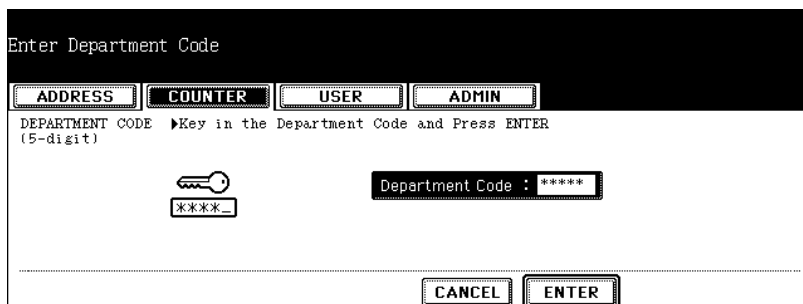 Enter Department Code
ADDRESS COUNTER USER ADMIN
DEPARTMENT CODE ▶Key in the Department Code and Press ENTER
(5-digit)
Department Code : *****
****_
CANCEL ENTER